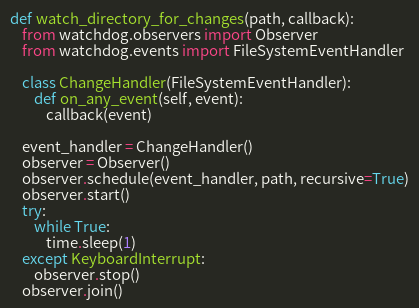 def watch_directory_for_changes(path, callback):
    from watchdog.observers import Observer
    from watchdog.events import FileSystemEventHandler

    class ChangeHandler(FileSystemEventHandler):
        def on_any_event(self, event):
            callback(event)

    event_handler = ChangeHandler()
    observer = Observer()
    observer.schedule(event_handler, path, recursive=True)
    observer.start()
    try:
        while True:
            time.sleep(1)
    except KeyboardInterrupt:
        observer.stop()
    observer.join()